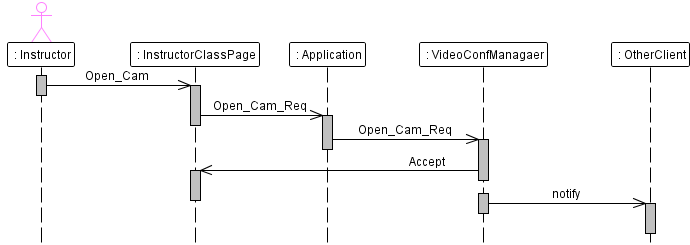 : Instructor
: InstructorClassPage
: Application
: VideoConfManagaer
: OtherClient
Open_Cam
Open_Cam_Req
Open_Cam_Req
Accept
notify